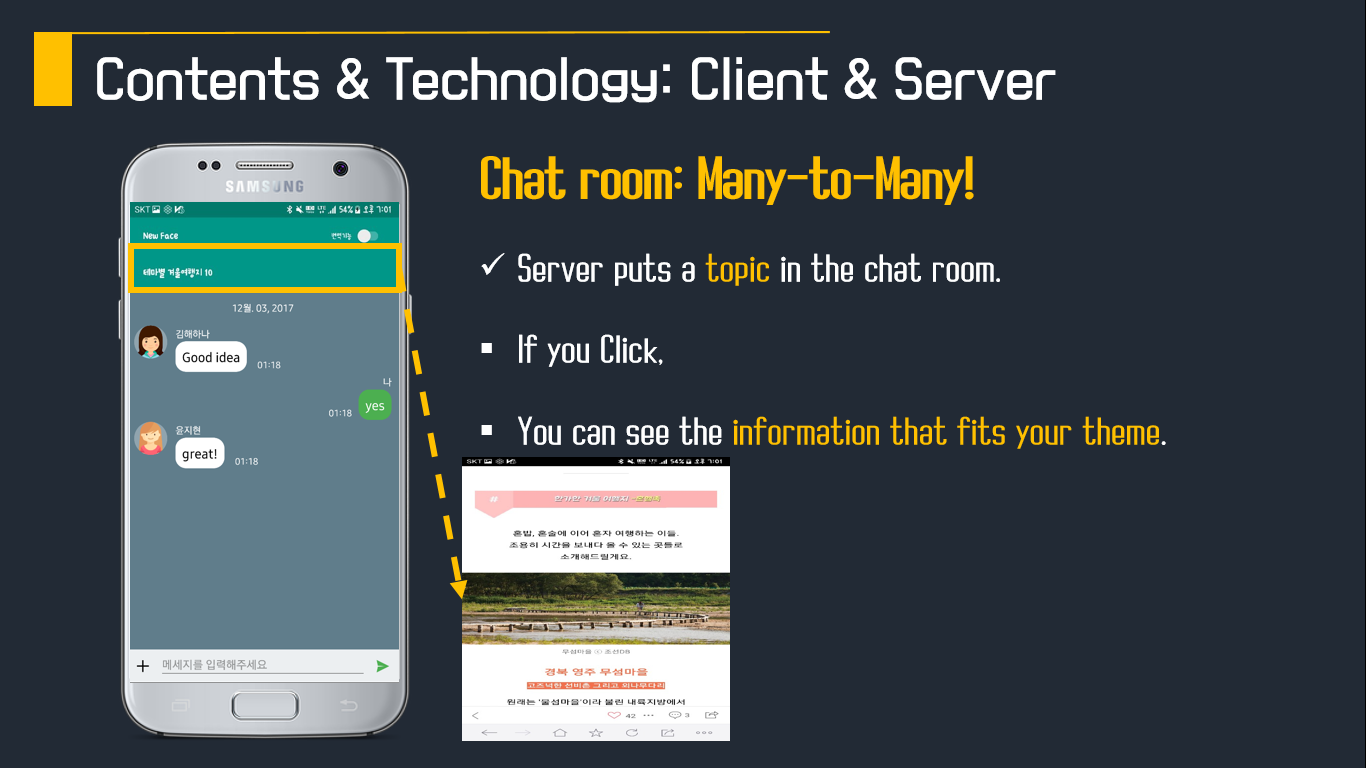 Contents & Technology: Client & Server
SAMSUNG
SKT 54% 오후 7:01
New Face
테마별 겨울여행지 10
12월. 03, 2017
김해하나
Good idea
01:18
나
yes
01:18
윤지현
great!
01:18
메세지를 입력해주세요
Chat room: Many-to-Many!
✓ Server puts a topic in the chat room.
▪ If you Click,
▪ You can see the information that fits your theme.
SKT 54% 오후 7:01
# 한가한 겨울 여행지
혼밥, 혼술에 이어 혼자 여행하는 이들.
조용히 시간을 보내다 올 수 있는 곳들로
소개해드릴게요.
무섬마을 ⓒ 조선DB
경북 영주 무섬마을
고즈넉한 선비촌 그리고 외나무다리
원래는 '물섬마을'이라 불린 내륙지방에서
42 3